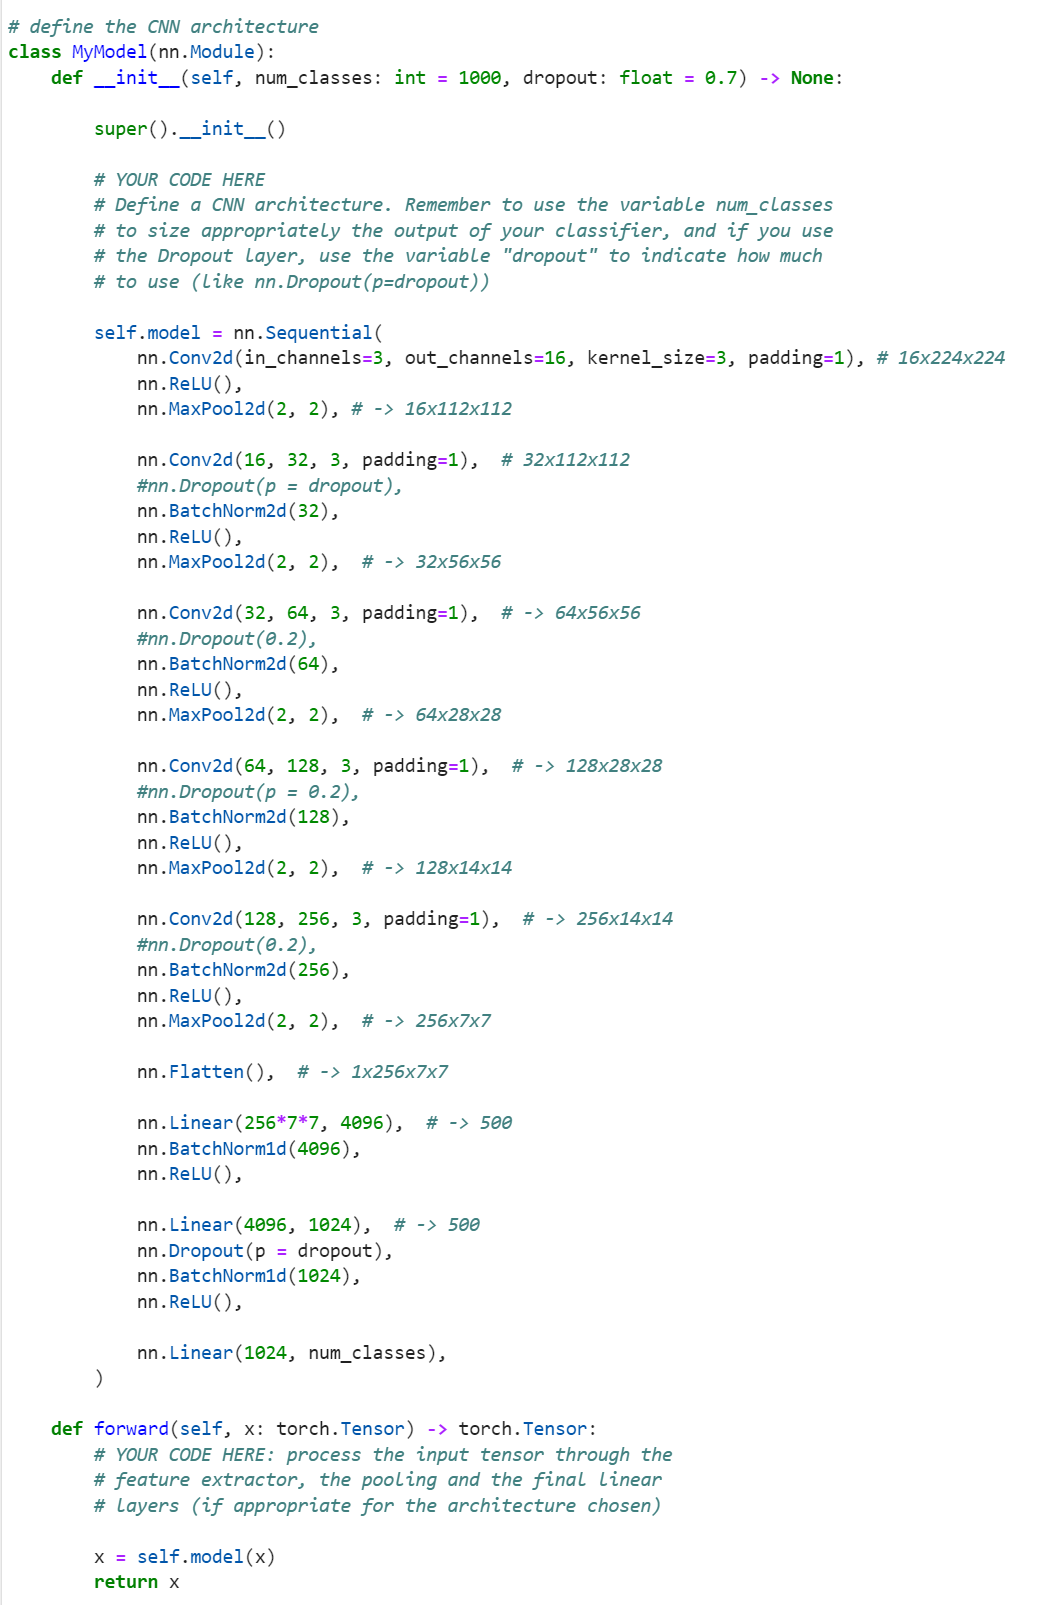 # define the CNN architecture
class MyModel(nn.Module):
    def __init__(self, num_classes: int = 1000, dropout: float = 0.7) -> None:

        super().__init__()

        # YOUR CODE HERE
        # Define a CNN architecture. Remember to use the variable num_classes
        # to size appropriately the output of your classifier, and if you use
        # the Dropout layer, use the variable "dropout" to indicate how much
        # to use (like nn.Dropout(p=dropout))

        self.model = nn.Sequential(
            nn.Conv2d(in_channels=3, out_channels=16, kernel_size=3, padding=1), # 16x224x224
            nn.ReLU(),
            nn.MaxPool2d(2, 2), # -> 16x112x112

            nn.Conv2d(16, 32, 3, padding=1),  # 32x112x112
            #nn.Dropout(p = dropout),
            nn.BatchNorm2d(32),
            nn.ReLU(),
            nn.MaxPool2d(2, 2),  # -> 32x56x56

            nn.Conv2d(32, 64, 3, padding=1),  # -> 64x56x56
            #nn.Dropout(0.2),
            nn.BatchNorm2d(64),
            nn.ReLU(),
            nn.MaxPool2d(2, 2),  # -> 64x28x28

            nn.Conv2d(64, 128, 3, padding=1),  # -> 128x28x28
            #nn.Dropout(p = 0.2),
            nn.BatchNorm2d(128),
            nn.ReLU(),
            nn.MaxPool2d(2, 2),  # -> 128x14x14

            nn.Conv2d(128, 256, 3, padding=1),  # -> 256x14x14
            #nn.Dropout(0.2),
            nn.BatchNorm2d(256),
            nn.ReLU(),
            nn.MaxPool2d(2, 2),  # -> 256x7x7

            nn.Flatten(),  # -> 1x256x7x7

            nn.Linear(256*7*7, 4096),  # -> 500
            nn.BatchNorm1d(4096),
            nn.ReLU(),

            nn.Linear(4096, 1024),  # -> 500
            nn.Dropout(p = dropout),
            nn.BatchNorm1d(1024),
            nn.ReLU(),

            nn.Linear(1024, num_classes),
        )

    def forward(self, x: torch.Tensor) -> torch.Tensor:
        # YOUR CODE HERE: process the input tensor through the
        # feature extractor, the pooling and the final linear
        # layers (if appropriate for the architecture chosen)

        x = self.model(x)
        return x